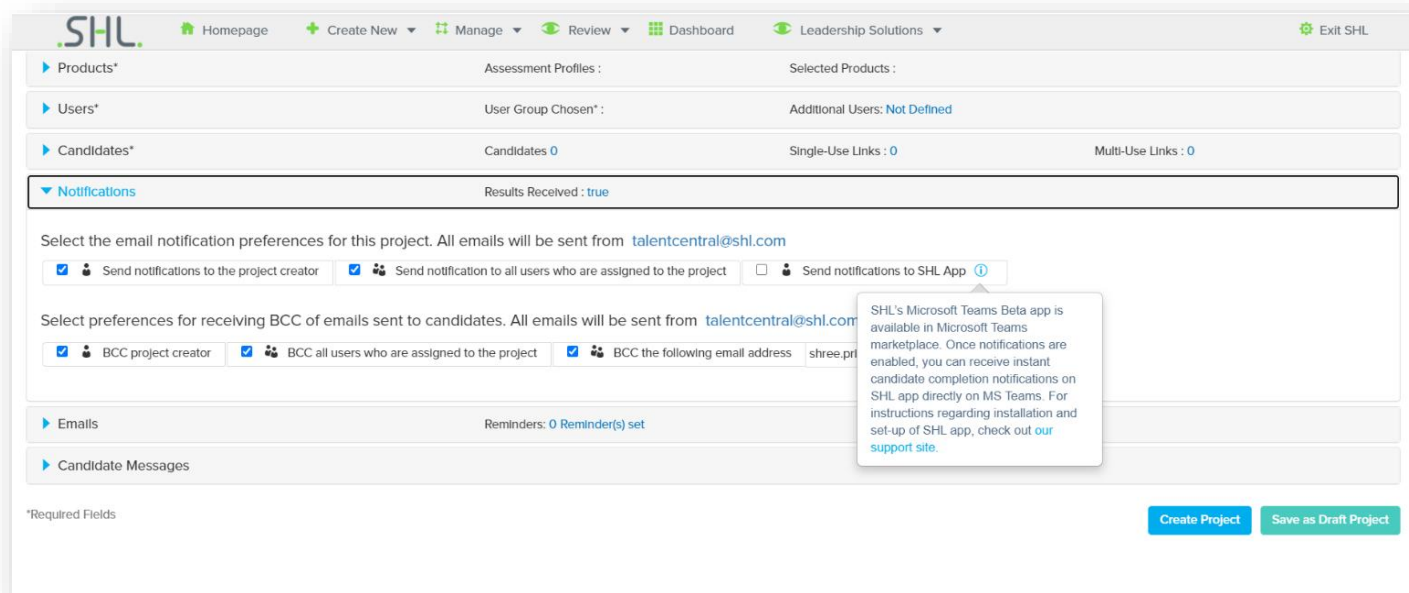 .SHL.
Homepage
Create New
Manage
Review
Dashboard
Leadership Solutions
Exit SHL
Products*
Assessment Profiles :
Selected Products :
Users*
User Group Chosen* :
Additional Users: Not Defined
Candidates*
Candidates 0
Single-Use Links : 0
Multi-Use Links : 0
Notifications
Results Received : true
Select the email notification preferences for this project. All emails will be sent from talentcentral@shl.com
Send notifications to the project creator
Send notification to all users who are assigned to the project
Send notifications to SHL App
Select preferences for receiving BCC of emails sent to candidates. All emails will be sent from talentcentral@shl.com
BCC project creator
BCC all users who are assigned to the project
BCC the following email address
SHL's Microsoft Teams Beta app is
available in Microsoft Teams
marketplace. Once notifications are
enabled, you can receive instant
candidate completion notifications on
SHL app directly on MS Teams. For
instructions regarding installation and
set-up of SHL app, check out our
support site.
Emails
Reminders: 0 Reminder(s) set
Candidate Messages
*Required Fields
Create Project
Save as Draft Project